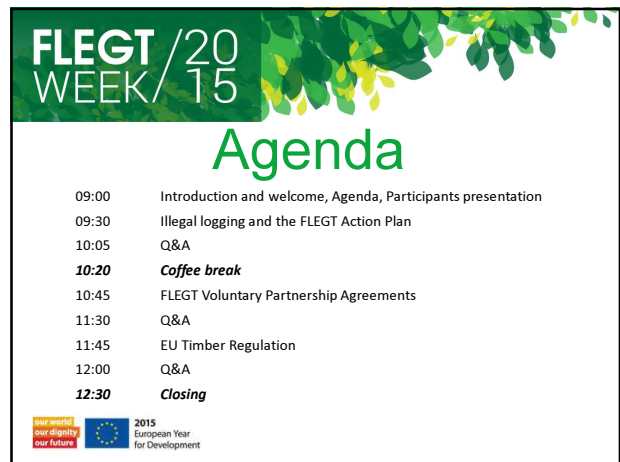 FLEGT /20
WEEK/ 15
Agenda
09:00 Introduction and welcome, Agenda, Participants presentation
09:30 Illegal logging and the FLEGT Action Plan
10:05 Q&A
10:20 Coffee break
10:45 FLEGT Voluntary Partnership Agreements
11:30 Q&A
11:45 EU Timber Regulation
12:00 Q&A
12:30 Closing
our world
our dignity
our future
2015
European Year
for Development